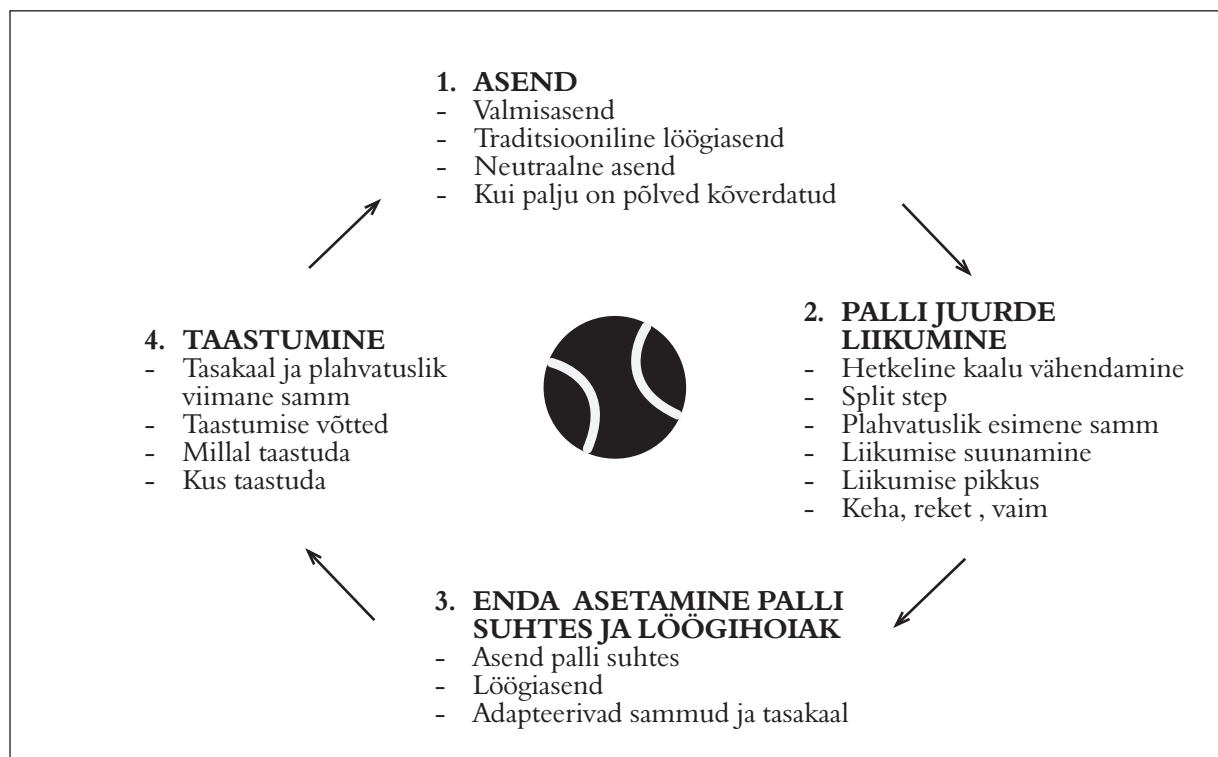 1. ASEND
- Valmisasend
- Traditsiooniline löögiasend
- Neutraalne asend
- Kui palju on põlved kõverdatud
2. PALLI JUURDE
LIIKUMINE
- Hetkeline kaalu vähendamine
- Split step
- Plahvatuslik esimene samm
- Liikumise suunamine
- Liikumise pikkus
- Keha, reket , vaim
3. ENDA ASETAMINE PALLI
SUHTES JA LÖÖGIHOIAK
- Asend palli suhtes
- Löögiasend
- Adapteerivad sammud ja tasakaal
4. TAASTUMINE
- Tasakaal ja plahvatuslik
viimane samm
- Taastumise võtted
- Millal taastuda
- Kus taastuda